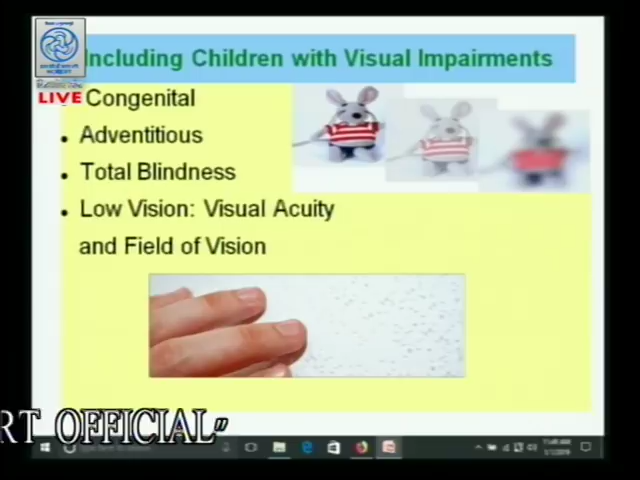 Including Children with Visual Impairments
LIVE
Congenital
Adventitious
Total Blindness
Low Vision: Visual Acuity
and Field of Vision
RT OFFICIAL"